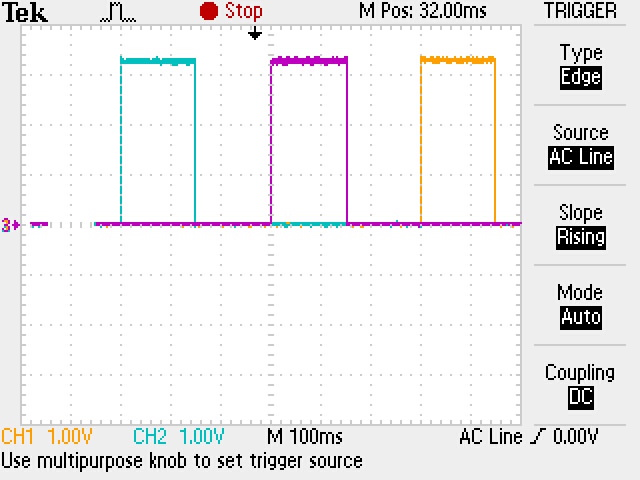 Tek Stop M Pos: 32.00ms TRIGGER
Type
Edge
Source
AC Line
Slope
Rising
Mode
Auto
Coupling
DC
3
CH1 1.00V CH2 1.00V M 100ms AC Line 0.00V
Use multipurpose knob to set trigger source